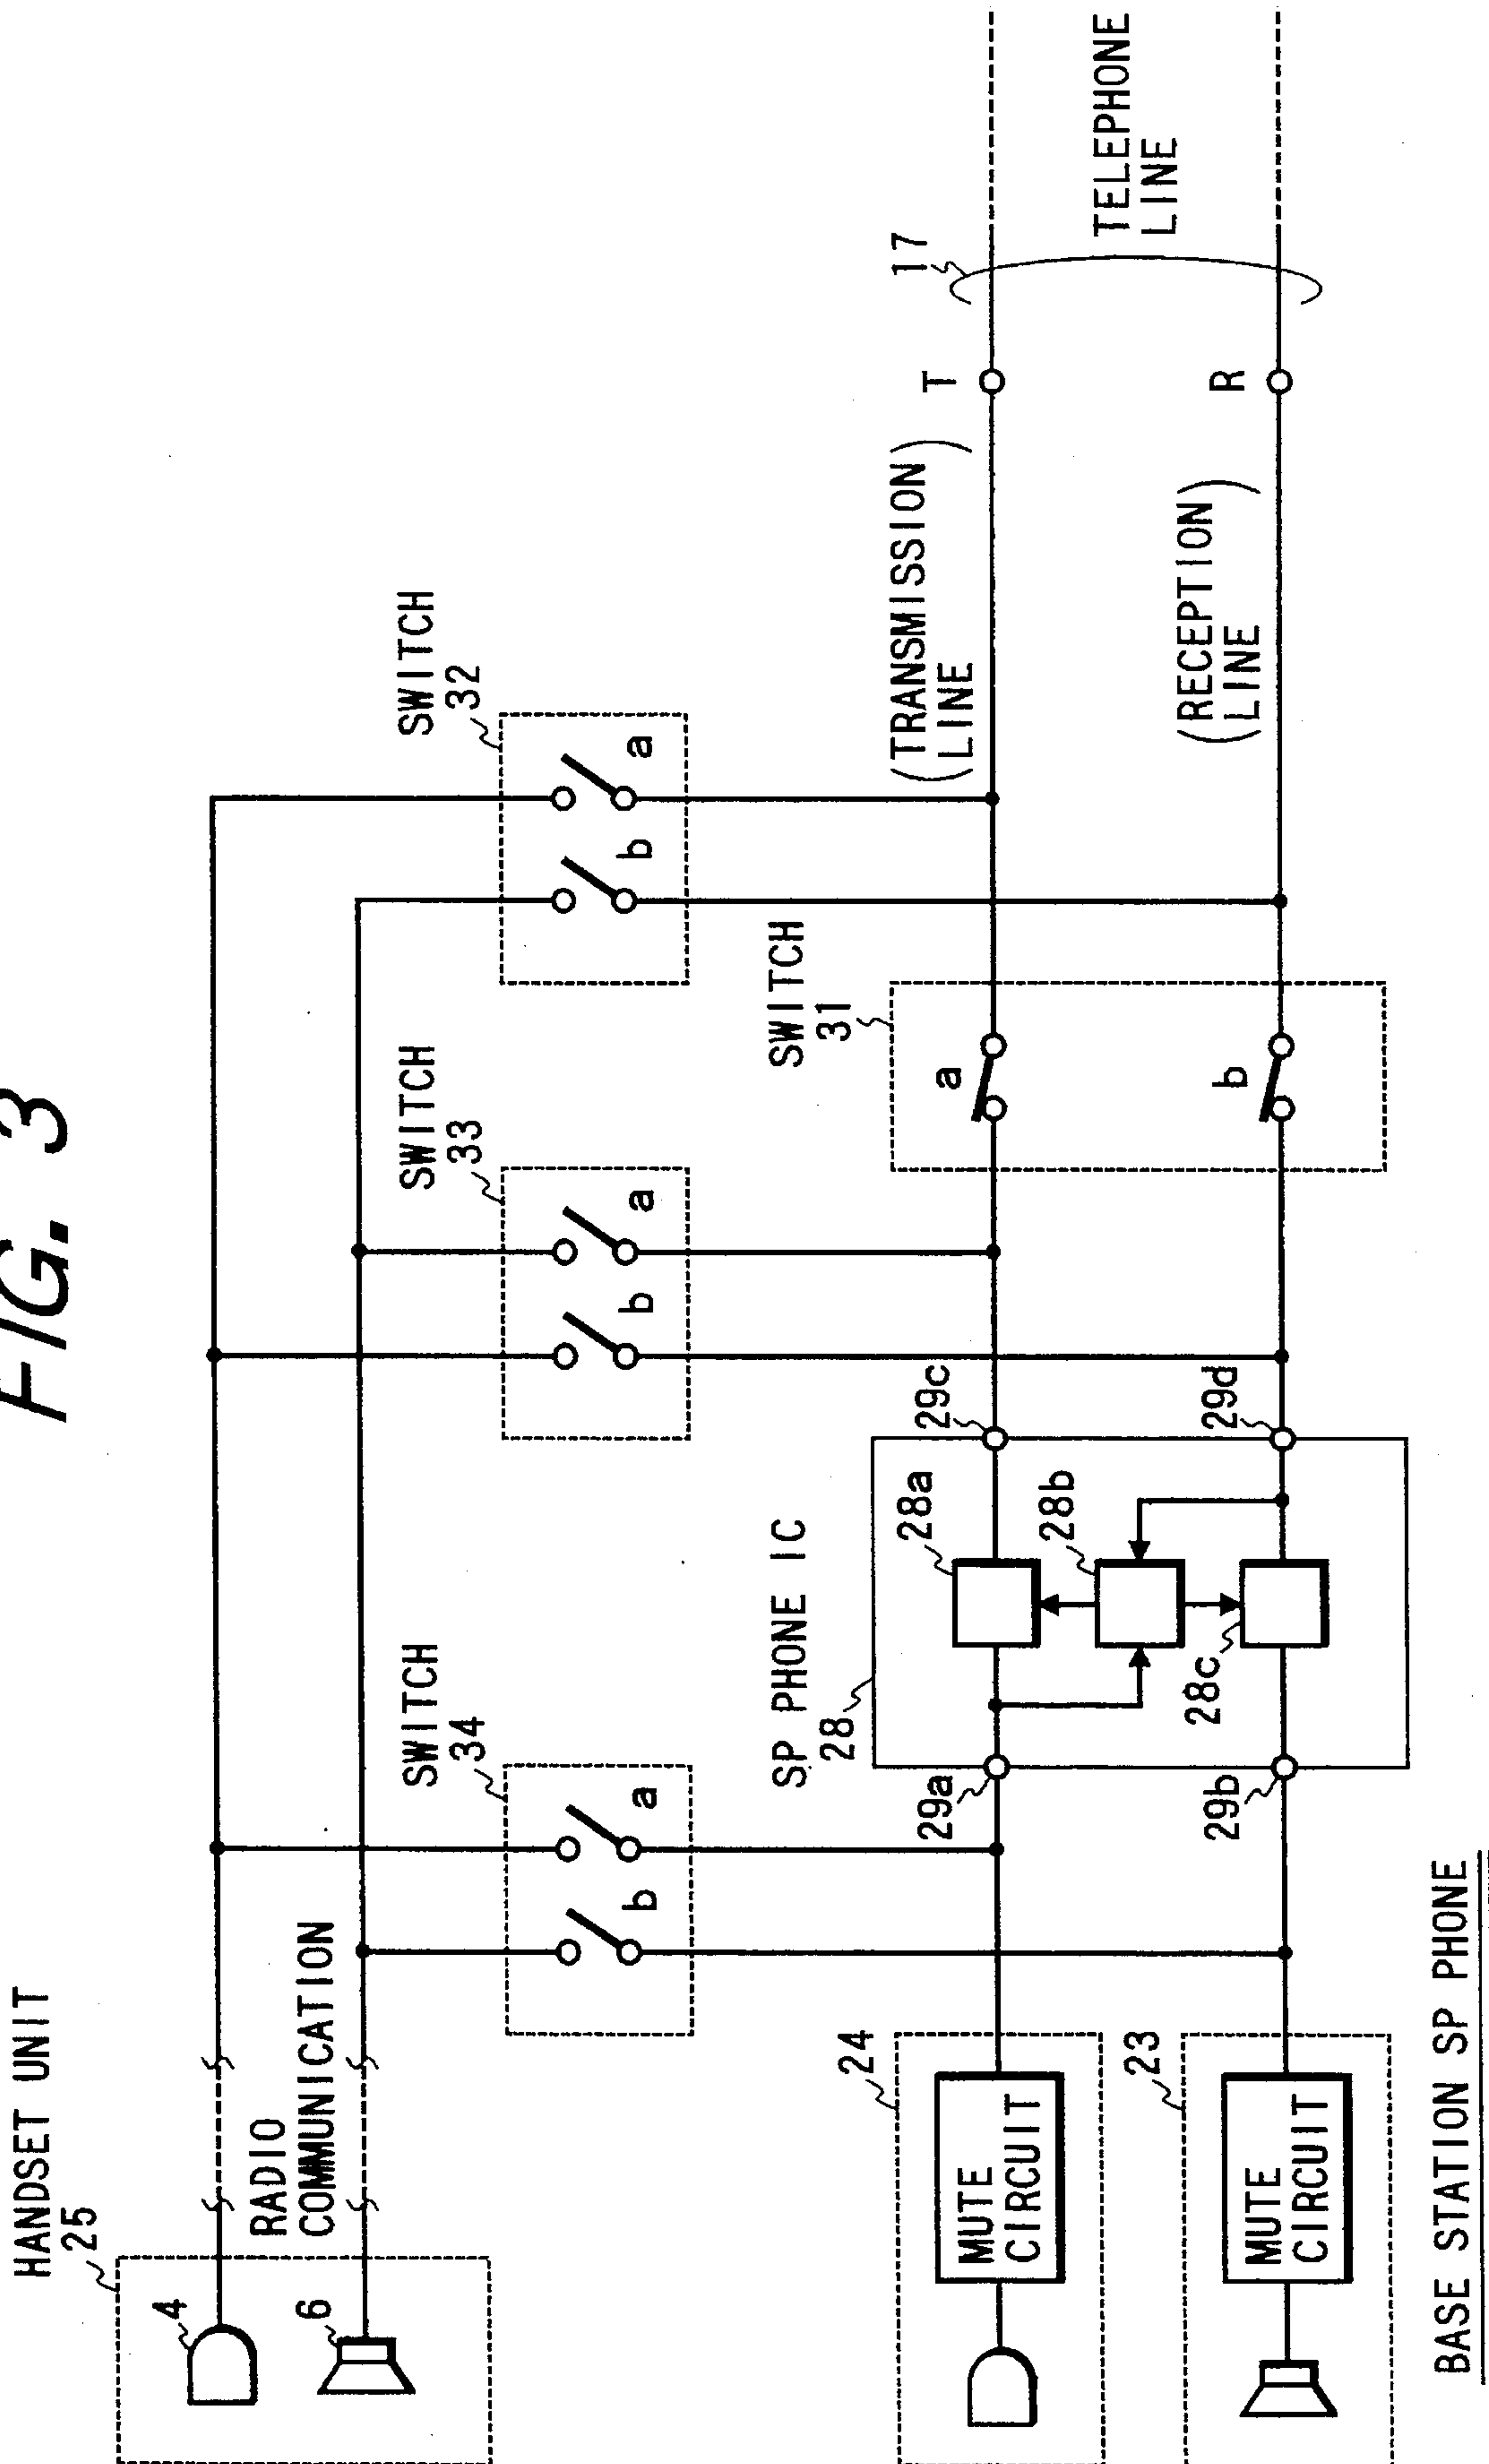 FIG. 3
HANDSET UNIT
25
4
6
RADIO
COMMUNICATION
SWITCH
34
a
b
SWITCH
33
a
b
SWITCH
32
a
b
SWITCH
31
a
b
SP PHONE IC
28
28a
28b
28c
29a
29b
29c
29d
(TRANSMISSION
LINE)
(RECEPTION
LINE)
T
R
17
TELEPHONE
LINE
24
MUTE
CIRCUIT
23
MUTE
CIRCUIT
BASE STATION SP PHONE